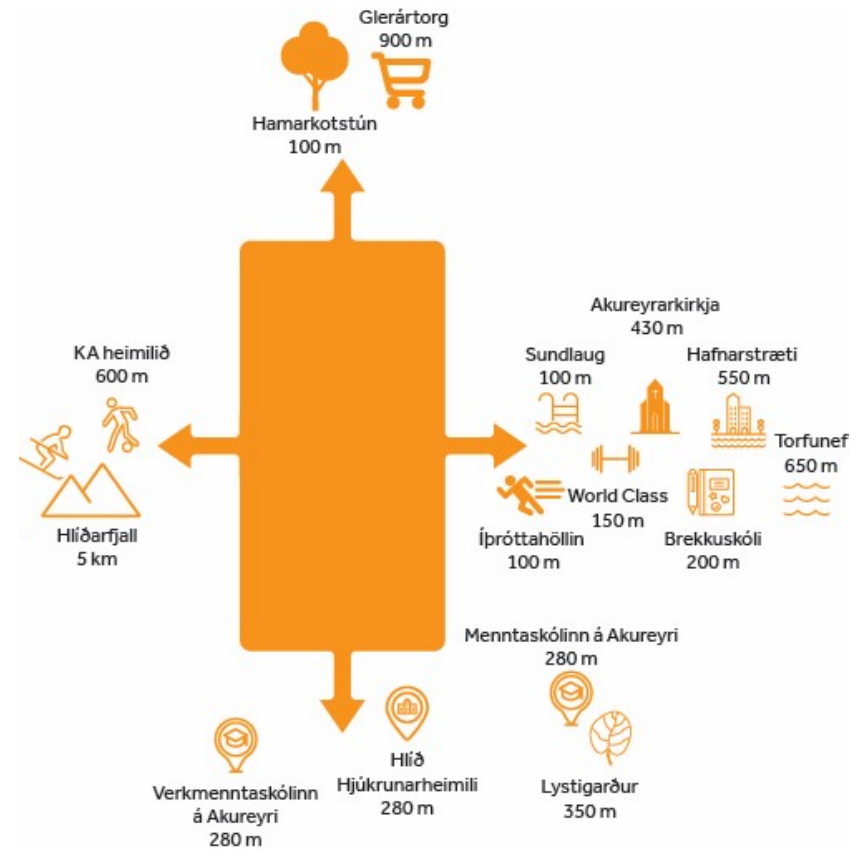 Glerártorg
900 m
Hamarkotstún
100 m
KA heimilið
600 m
Hlíðarfjall
5 km
Akureyrarkirkja
430 m
Sundlaug
100 m
Hafnarstræti
550 m
Torfunef
650 m
World Class
150 m
Íþróttahöllin
100 m
Brekkuskóli
200 m
Menntaskólinn á Akureyri
280 m
Verkmenntaskólinn
á Akureyri
280 m
Hlíð
Hjúkrunarheimili
280 m
Lystigarður
350 m